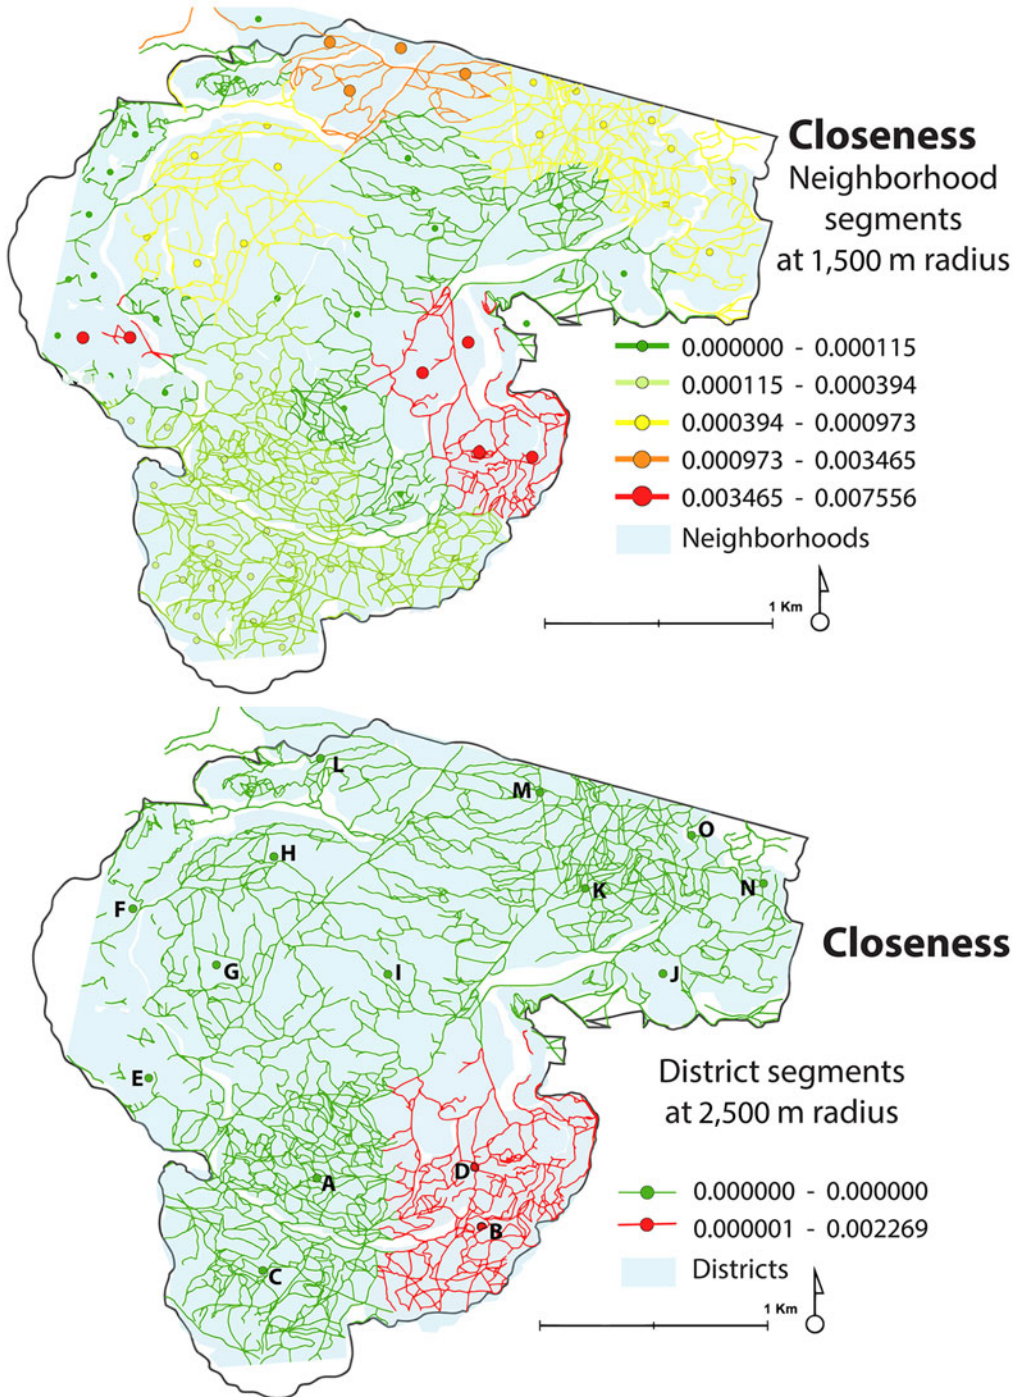 Closeness
Neighborhood
segments
at 1,500 m radius
0.000000 - 0.000115
0.000115 - 0.000394
0.000394 - 0.000973
0.000973 - 0.003465
0.003465 - 0.007556
Neighborhoods
1 Km
L
M
O
H
K
N
F
Closeness
G
I
J
E
District segments
at 2,500 m radius
D
A
0.000000 - 0.000000
B
0.000001 - 0.002269
C
Districts
1 Km